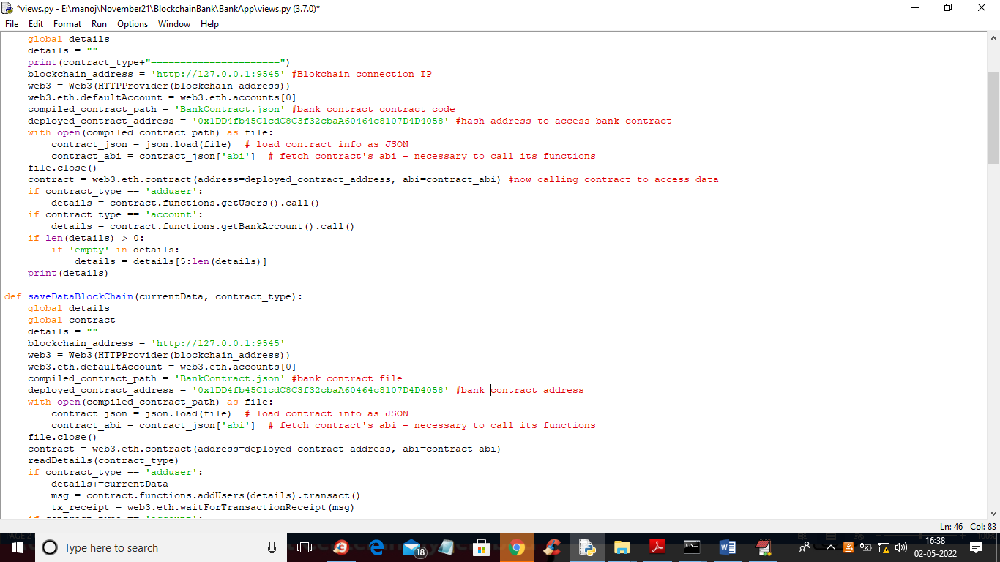 *views.py - E:\manoj\November21\BlockchainBank\BankApp\views.py (3.7.0)*
File Edit Format Run Options Window Help
    global details
    details = ""
    print(contract_type+"======================")
    blockchain_address = 'http://127.0.0.1:9545' #Blokchain connection IP
    web3 = Web3(HTTPProvider(blockchain_address))
    web3.eth.defaultAccount = web3.eth.accounts[0]
    compiled_contract_path = 'BankContract.json' #bank contract contract code
    deployed_contract_address = '0x1DD4fb45C1cdC8C3f32cbaA60464c8107D4D4058' #hash address to access bank contract
    with open(compiled_contract_path) as file:
        contract_json = json.load(file)  # load contract info as JSON
        contract_abi = contract_json['abi']  # fetch contract's abi - necessary to call its functions
    file.close()
    contract = web3.eth.contract(address=deployed_contract_address, abi=contract_abi) #now calling contract to access data
    if contract_type == 'adduser':
        details = contract.functions.getUsers().call()
    if contract_type == 'account':
        details = contract.functions.getBankAccount().call()
    if len(details) > 0:
        if 'empty' in details:
            details = details[5:len(details)]
    print(details)
def saveDataBlockChain(currentData, contract_type):
    global details
    global contract
    details = ""
    blockchain_address = 'http://127.0.0.1:9545'
    web3 = Web3(HTTPProvider(blockchain_address))
    web3.eth.defaultAccount = web3.eth.accounts[0]
    compiled_contract_path = 'BankContract.json' #bank contract file
    deployed_contract_address = '0x1DD4fb45C1cdC8C3f32cbaA60464c8107D4D4058' #bank contract address
    with open(compiled_contract_path) as file:
        contract_json = json.load(file)  # load contract info as JSON
        contract_abi = contract_json['abi']  # fetch contract's abi - necessary to call its functions
    file.close()
    contract = web3.eth.contract(address=deployed_contract_address, abi=contract_abi)
    readDetails(contract_type)
    if contract_type == 'adduser':
        details+=currentData
        msg = contract.functions.addUsers(details).transact()
        tx_receipt = web3.eth.waitForTransactionReceipt(msg)
Ln: 46 Col: 83
Type here to search
18
16:38
02-05-2022